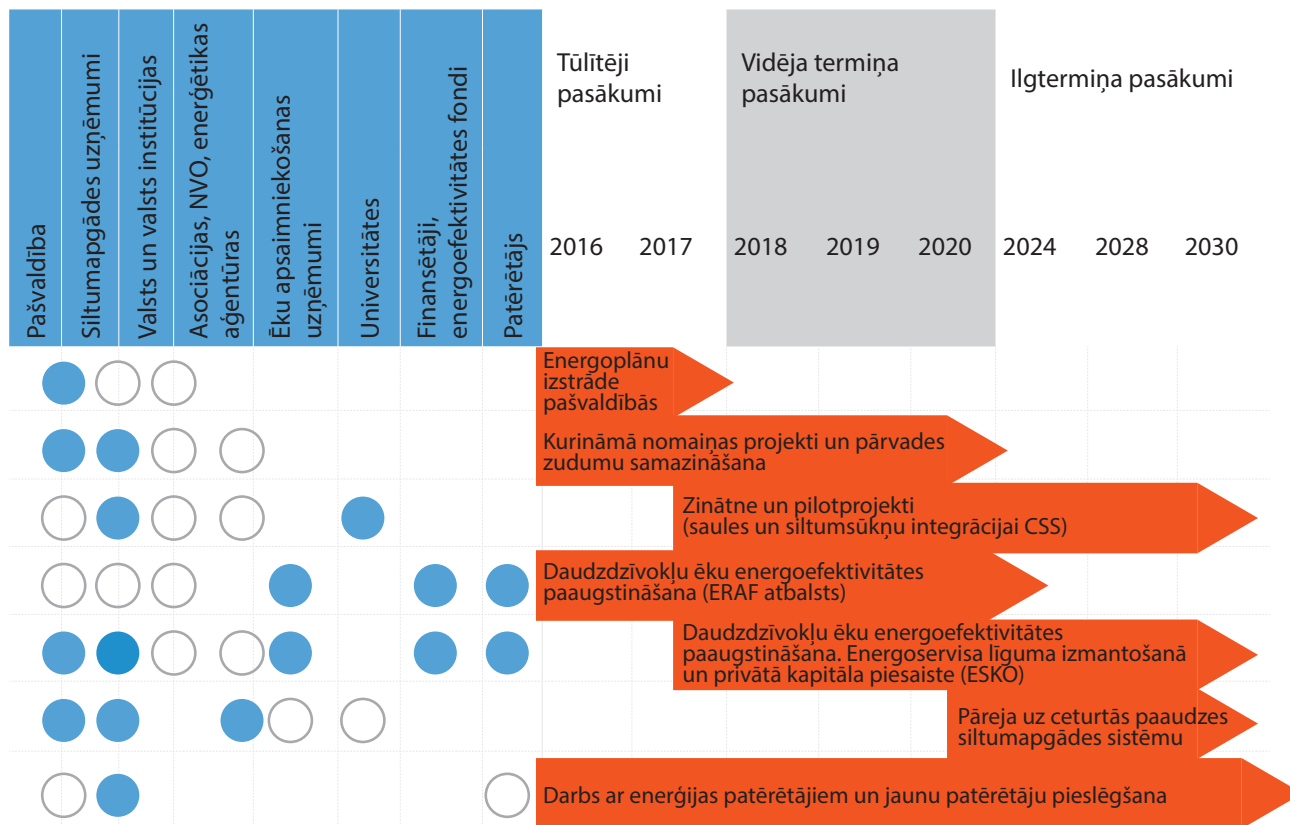 Pašvaldība
Siltumapgādes uzņēmumi
Valsts un valsts institūcijas
Asociācijas, NVO, enerģētikas
aģentūras
Ēku apsaimniekošanas
uzņēmumi
Universitātes
Finansētāji,
energoefektivitātes fondi
Patērētājs
Tūlītēji
pasākumi
Vidēja termiņa
pasākumi
Ilgtermiņa pasākumi
2016 2017 2018 2019 2020 2024 2028 2030
Energoplānu
izstrāde
pašvaldībās
Kurināmā nomaiņas projekti un pārvades
zudumu samazināšana
Zinātne un pilotprojekti
(saules un siltumsūkņu integrācijai CSS)
Daudzdzīvokļu ēku energoefektivitātes
paaugstināšana (ERAF atbalsts)
Daudzdzīvokļu ēku energoefektivitātes
paaugstināšana. Energoservisa līguma izmantošanā
un privātā kapitāla piesaiste (ESKO)
Pāreja uz ceturtās paaudzes
siltumapgādes sistēmu
Darbs ar enerģijas patērētājiem un jaunu patērētāju pieslēgšana